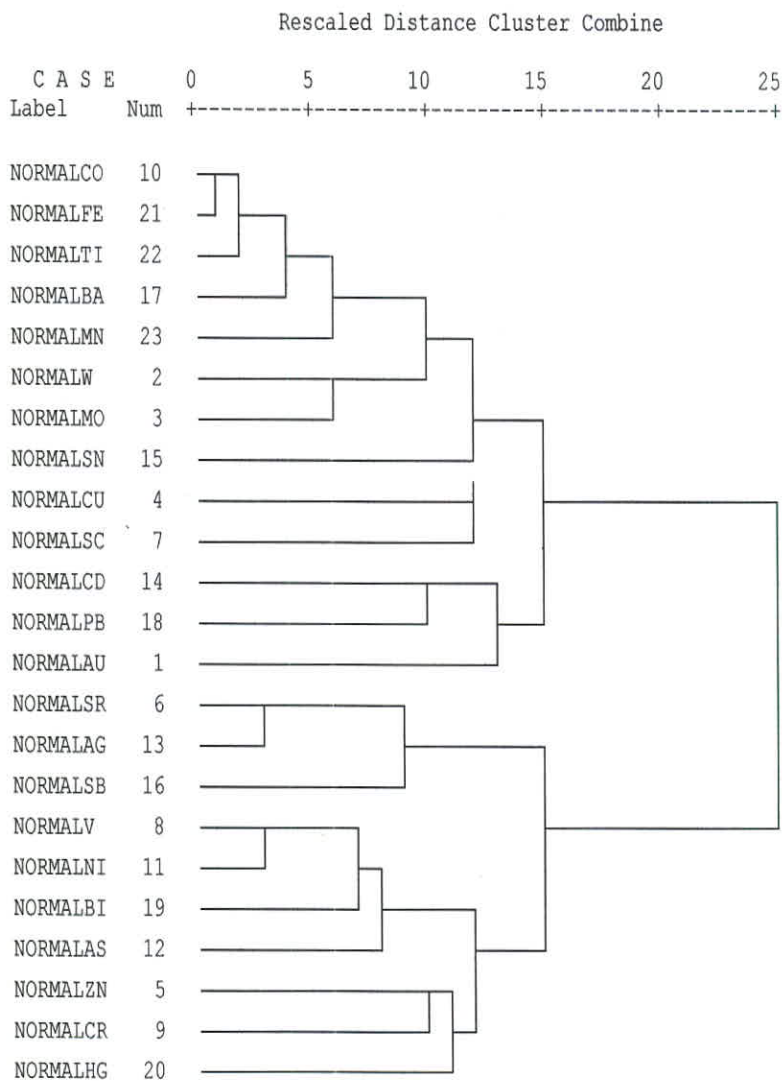 Rescaled Distance Cluster Combine
C A S E 0 5 10 15 20 25
Label Num +---------+---------+---------+---------+---------+
NORMALCO 10
NORMALFE 21
NORMALTI 22
NORMALBA 17
NORMALMN 23
NORMALW 2
NORMALMO 3
NORMALSN 15
NORMALCU 4
NORMALSC 7
NORMALCD 14
NORMALPB 18
NORMALAU 1
NORMALSR 6
NORMALAG 13
NORMALSB 16
NORMALV 8
NORMALNI 11
NORMALBI 19
NORMALAS 12
NORMALZN 5
NORMALCR 9
NORMALHG 20